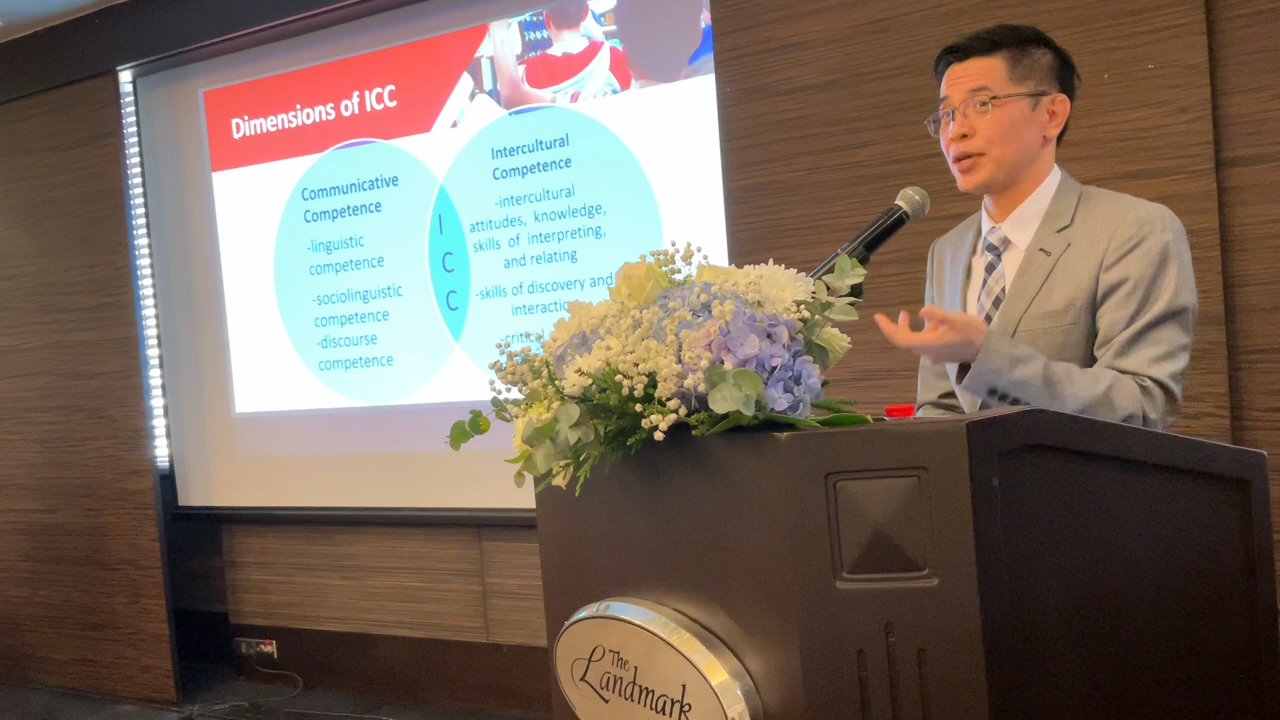 Dimensions of ICC
Communicative
Competence
-linguistic
competence
-sociolinguistic
competence
-discourse
competence
I
C
C
Intercultural
Competence
-intercultural
attitudes, knowledge,
skills of interpreting,
and relating
-skills of discovery and
-critical
The
Landmark